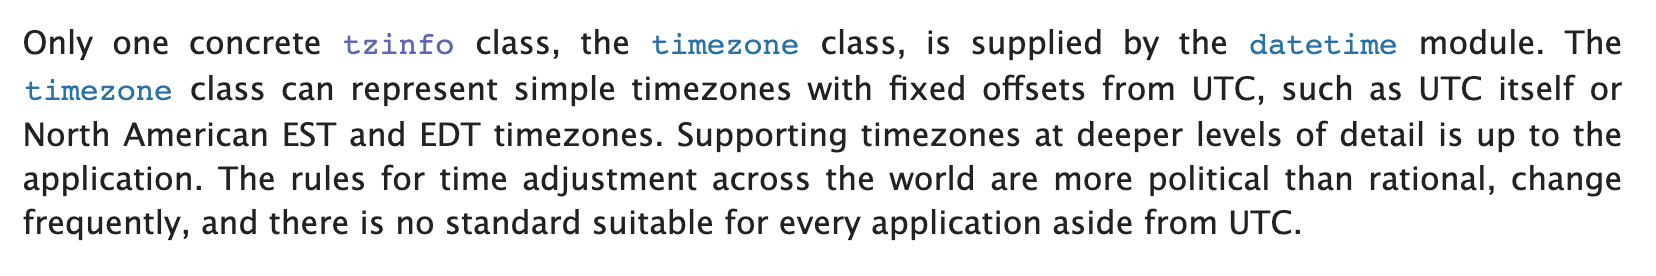 Only one concrete tzinfo class, the timezone class, is supplied by the datetime module. The
timezone class can represent simple timezones with fixed offsets from UTC, such as UTC itself or
North American EST and EDT timezones. Supporting timezones at deeper levels of detail is up to the
application. The rules for time adjustment across the world are more political than rational, change
frequently, and there is no standard suitable for every application aside from UTC.